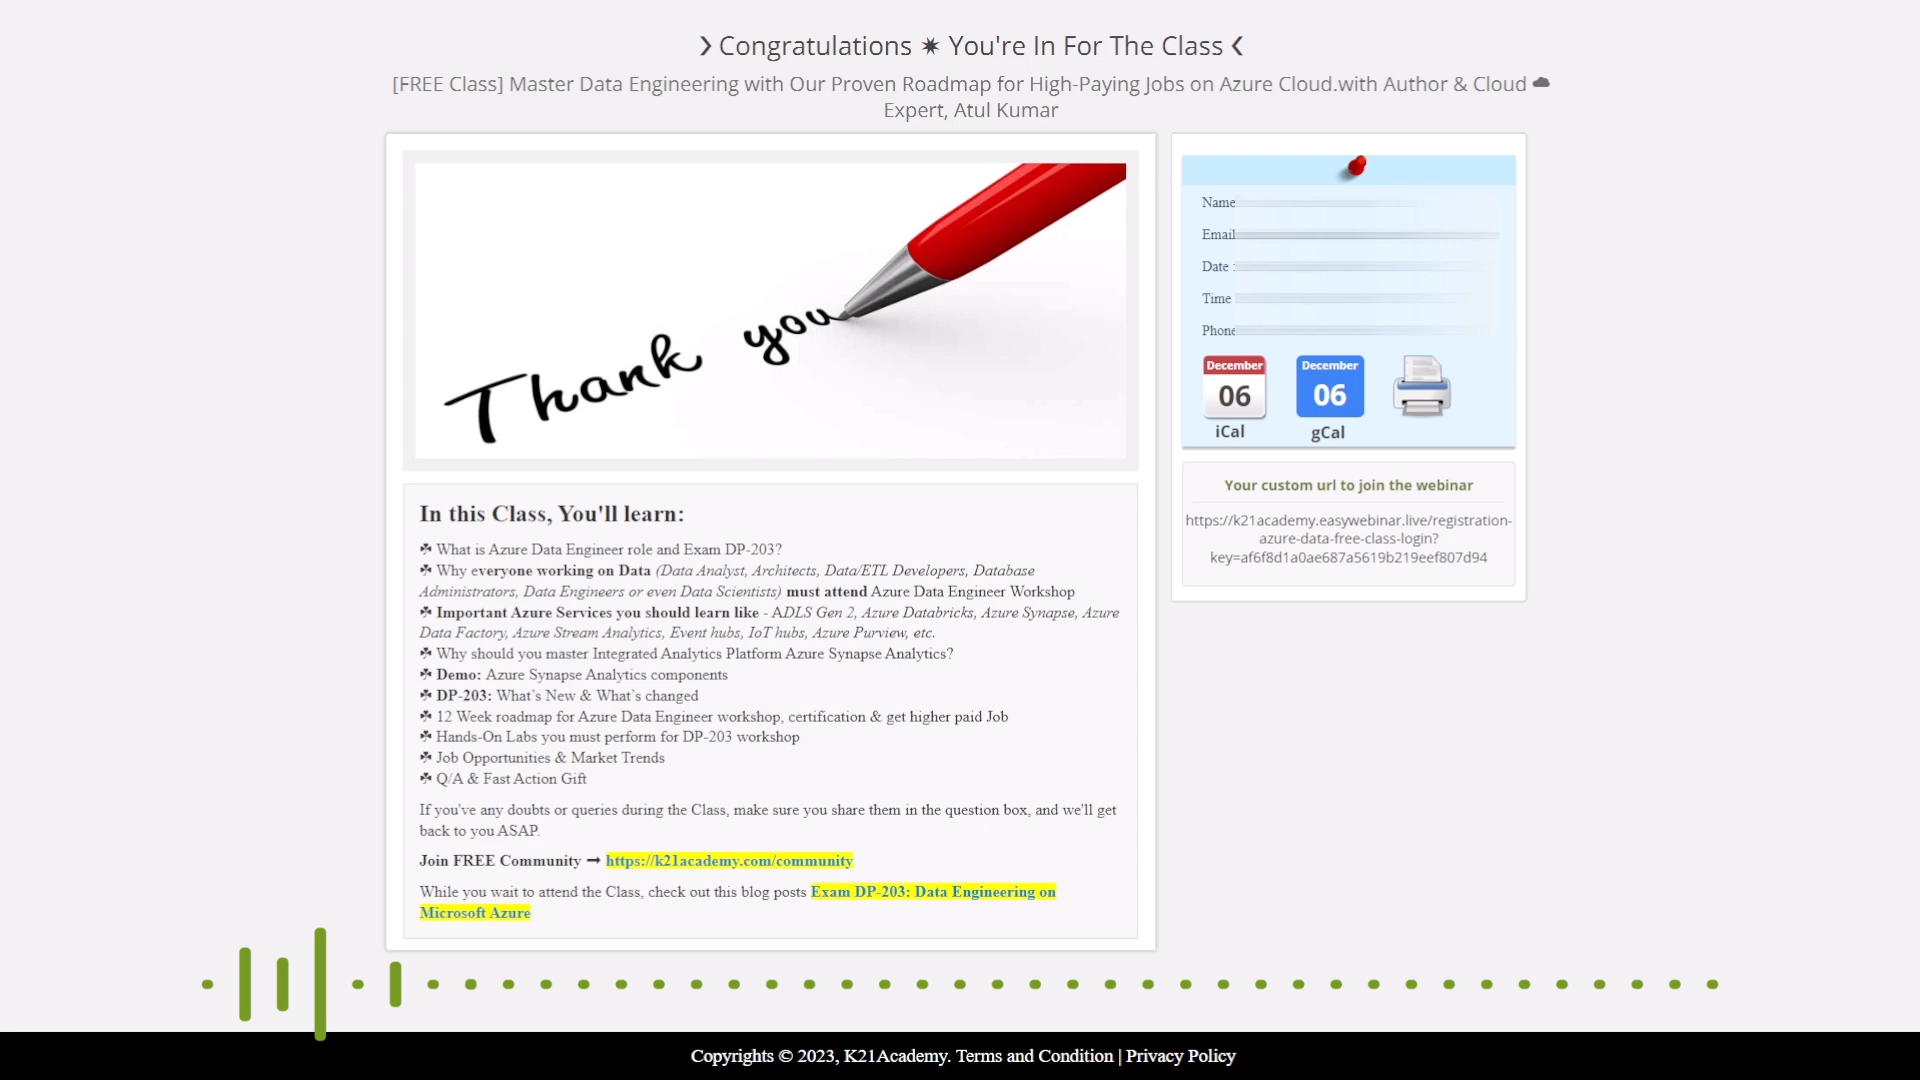 ❯ Congratulations ✷ You're In For The Class ❮
[FREE Class] Master Data Engineering with Our Proven Roadmap for High-Paying Jobs on Azure Cloud.with Author & Cloud ☁
Expert, Atul Kumar
Thank you
In this Class, You'll learn:
☘ What is Azure Data Engineer role and Exam DP-203?
☘ Why everyone working on Data (Data Analyst, Architects, Data/ETL Developers, Database
Administrators, Data Engineers or even Data Scientists) must attend Azure Data Engineer Workshop
☘ Important Azure Services you should learn like - ADLS Gen 2, Azure Databricks, Azure Synapse, Azure
Data Factory, Azure Stream Analytics, Event hubs, IoT hubs, Azure Purview, etc.
☘ Why should you master Integrated Analytics Platform Azure Synapse Analytics?
☘ Demo: Azure Synapse Analytics components
☘ DP-203: What's New & What's changed
☘ 12 Week roadmap for Azure Data Engineer workshop, certification & get higher paid Job
☘ Hands-On Labs you must perform for DP-203 workshop
☘ Job Opportunities & Market Trends
☘ Q/A & Fast Action Gift
If you've any doubts or queries during the Class, make sure you share them in the question box, and we'll get
back to you ASAP.
Join FREE Community ➞ https://k21academy.com/community
While you wait to attend the Class, check out this blog posts Exam DP-203: Data Engineering on
Microsoft Azure
Name
Email
Date :
Time
Phone
December December
06 06
iCal gCal
Your custom url to join the webinar
https://k21academy.easywebinar.live/registration-
azure-data-free-class-login?
key=af6f8d1a0ae687a5619b219eef807d94
Copyrights © 2023, K21Academy. Terms and Condition | Privacy Policy